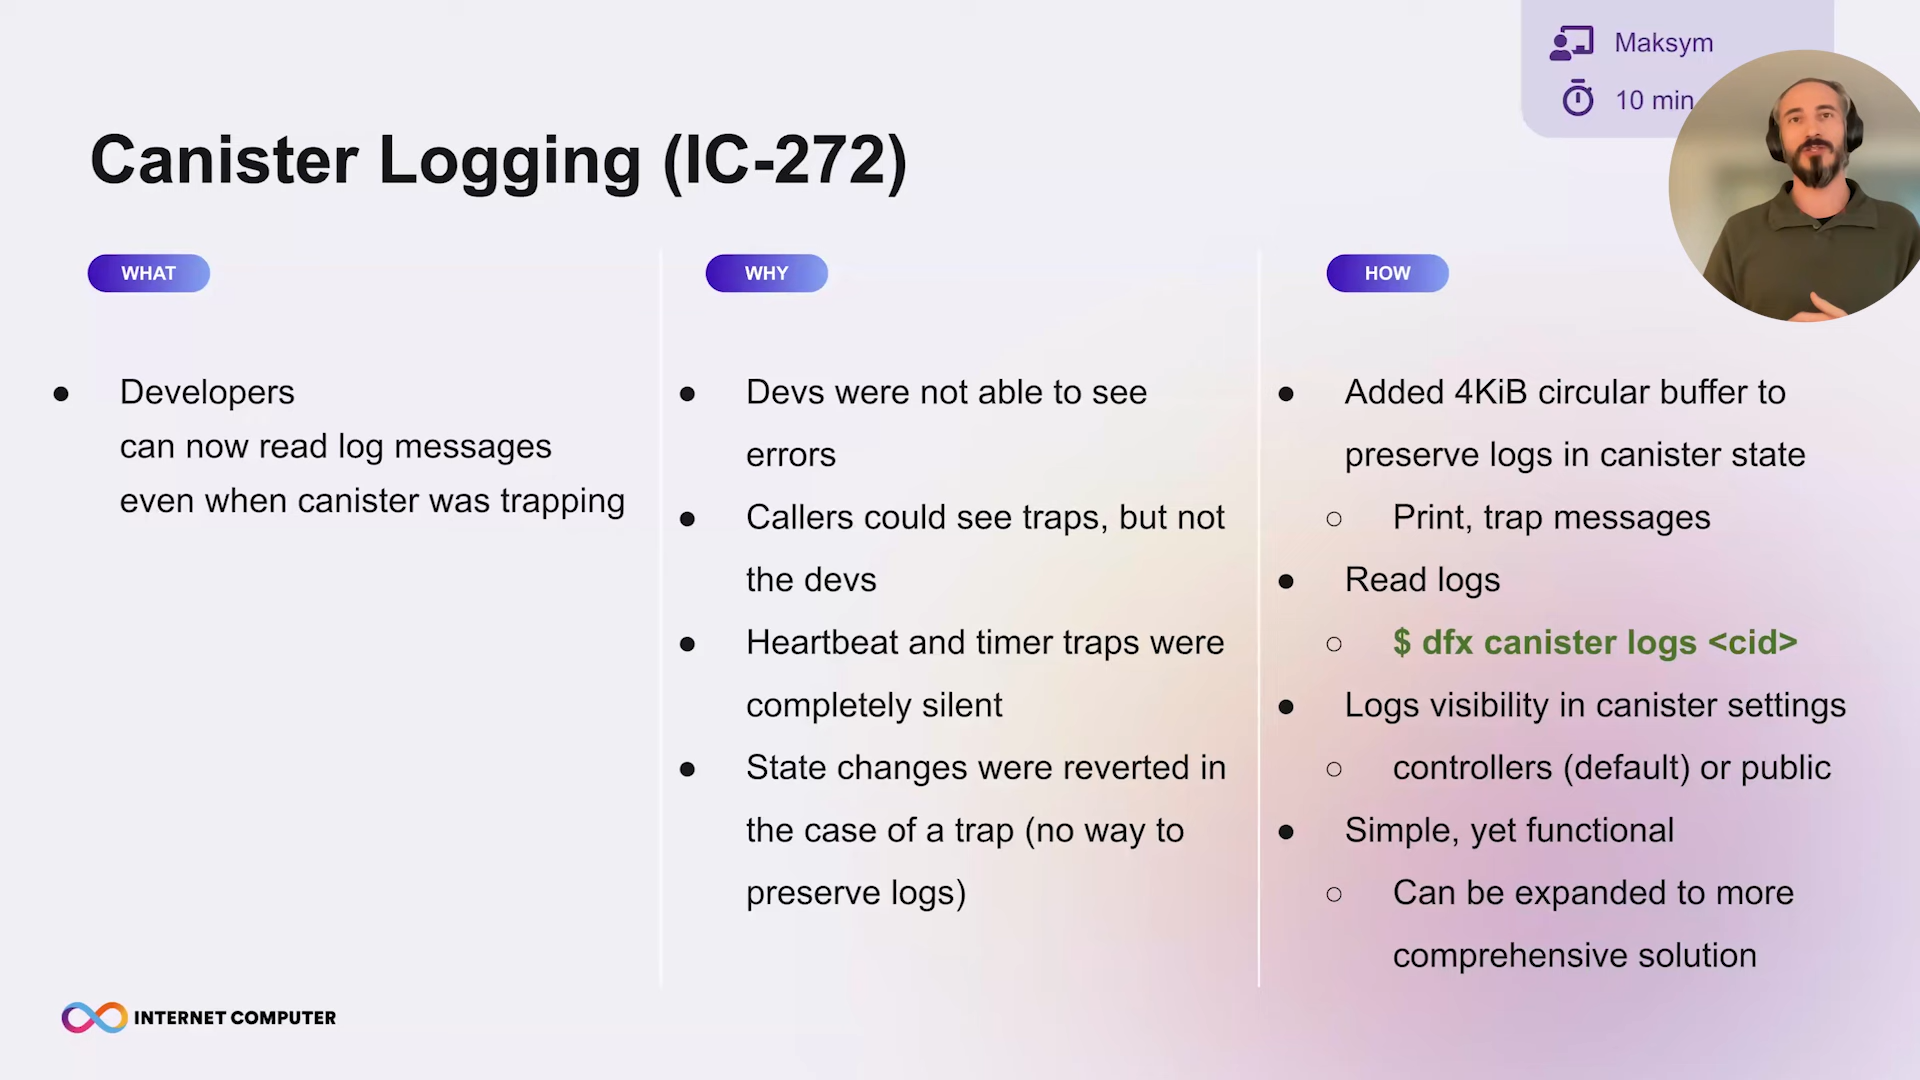 Maksym
10 min
Canister Logging (IC-272)
WHAT
Developers
can now read log messages
even when canister was trapping
WHY
Devs were not able to see
errors
Callers could see traps, but not
the devs
Heartbeat and timer traps were
completely silent
State changes were reverted in
the case of a trap (no way to
preserve logs)
HOW
Added 4KiB circular buffer to
preserve logs in canister state
Print, trap messages
Read logs
$ dfx canister logs <cid>
Logs visibility in canister settings
controllers (default) or public
Simple, yet functional
Can be expanded to more
comprehensive solution
INTERNET COMPUTER